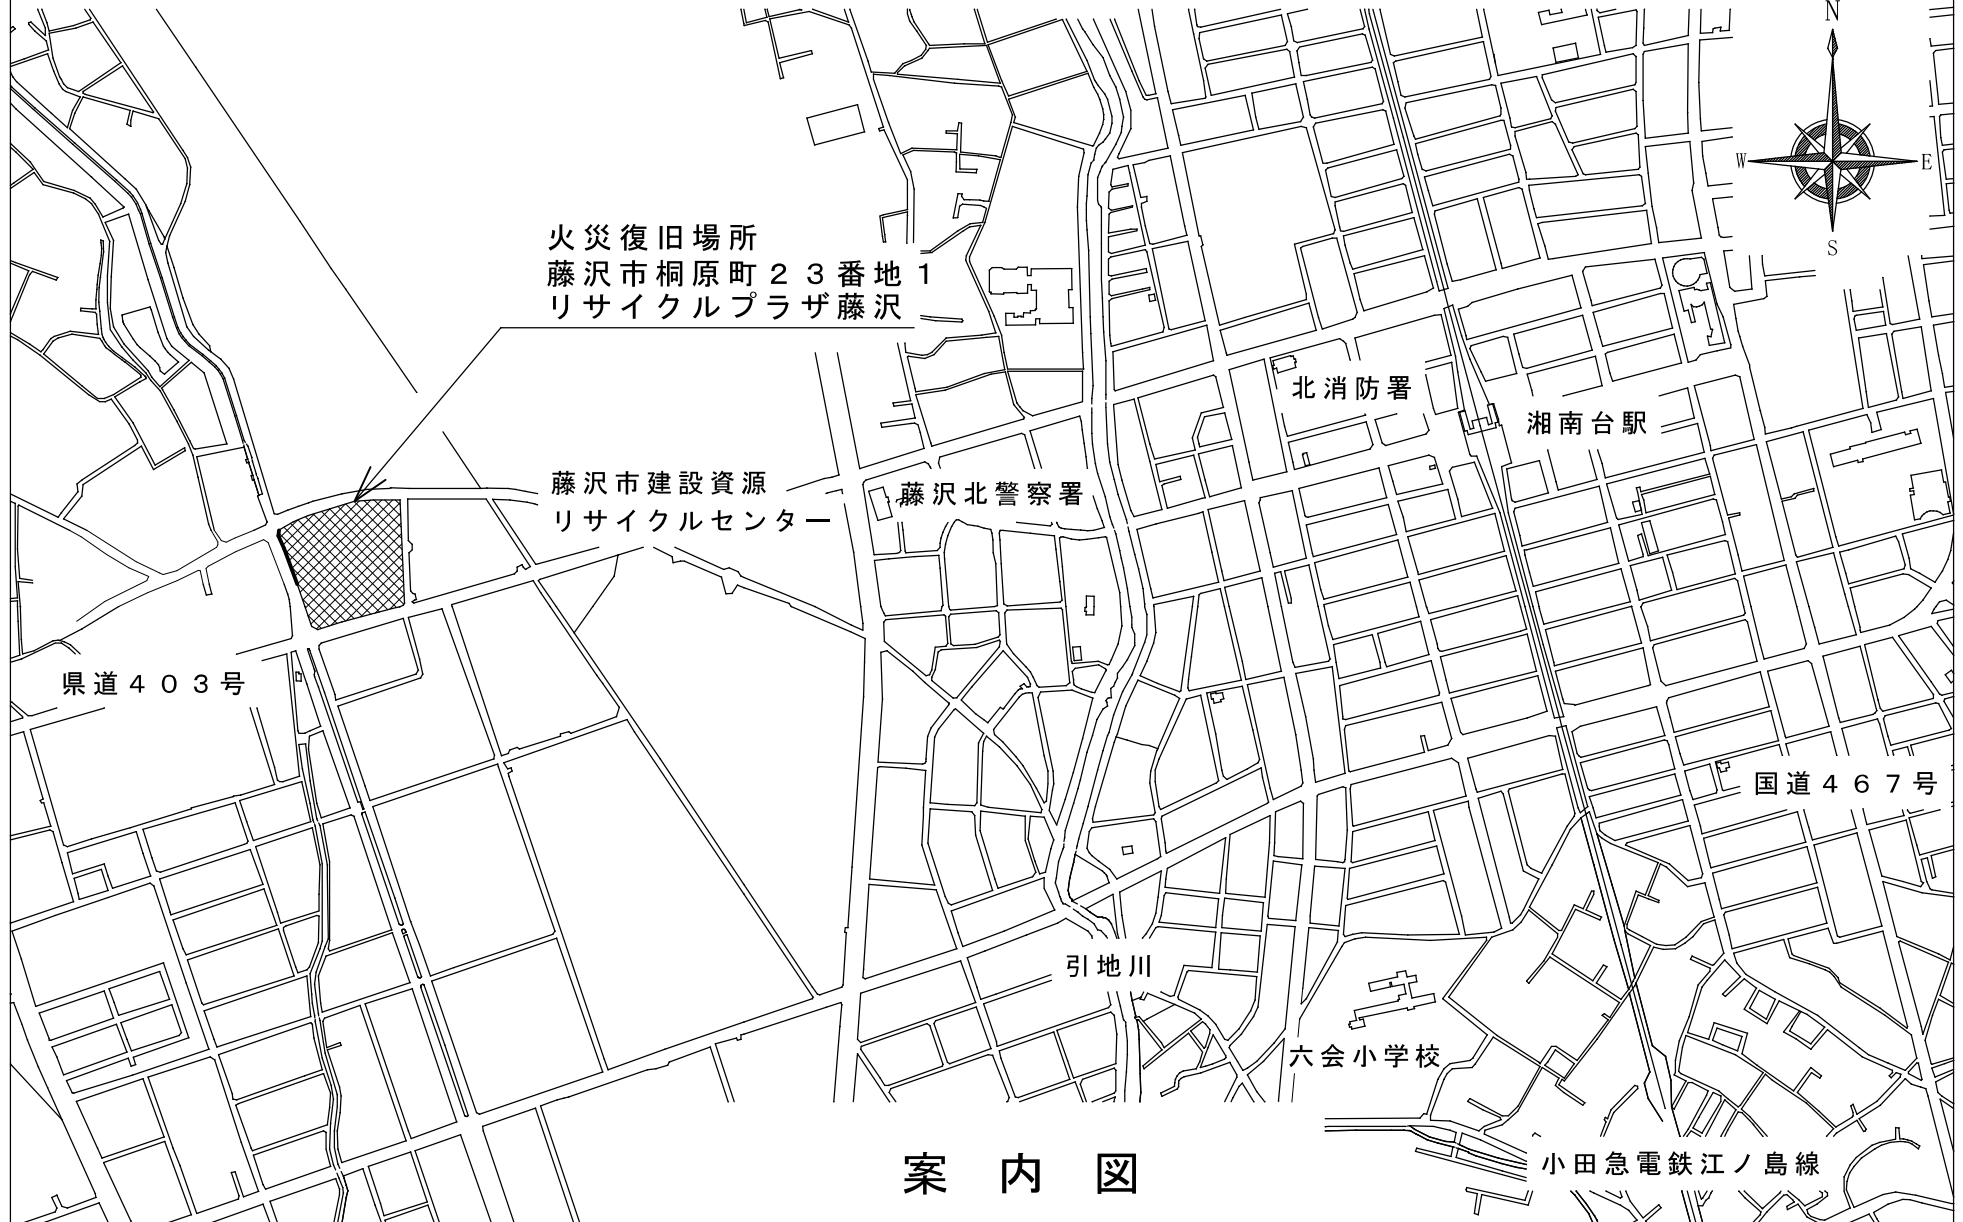 N
W
E
S
火災復旧場所
藤沢市桐原町２３番地１
リサイクルプラザ藤沢
北消防署
湘南台駅
藤沢市建設資源
リサイクルセンター
藤沢北警察署
県道４０３号
国道４６７号
引地川
六会小学校
小田急電鉄江ノ島線
案内図